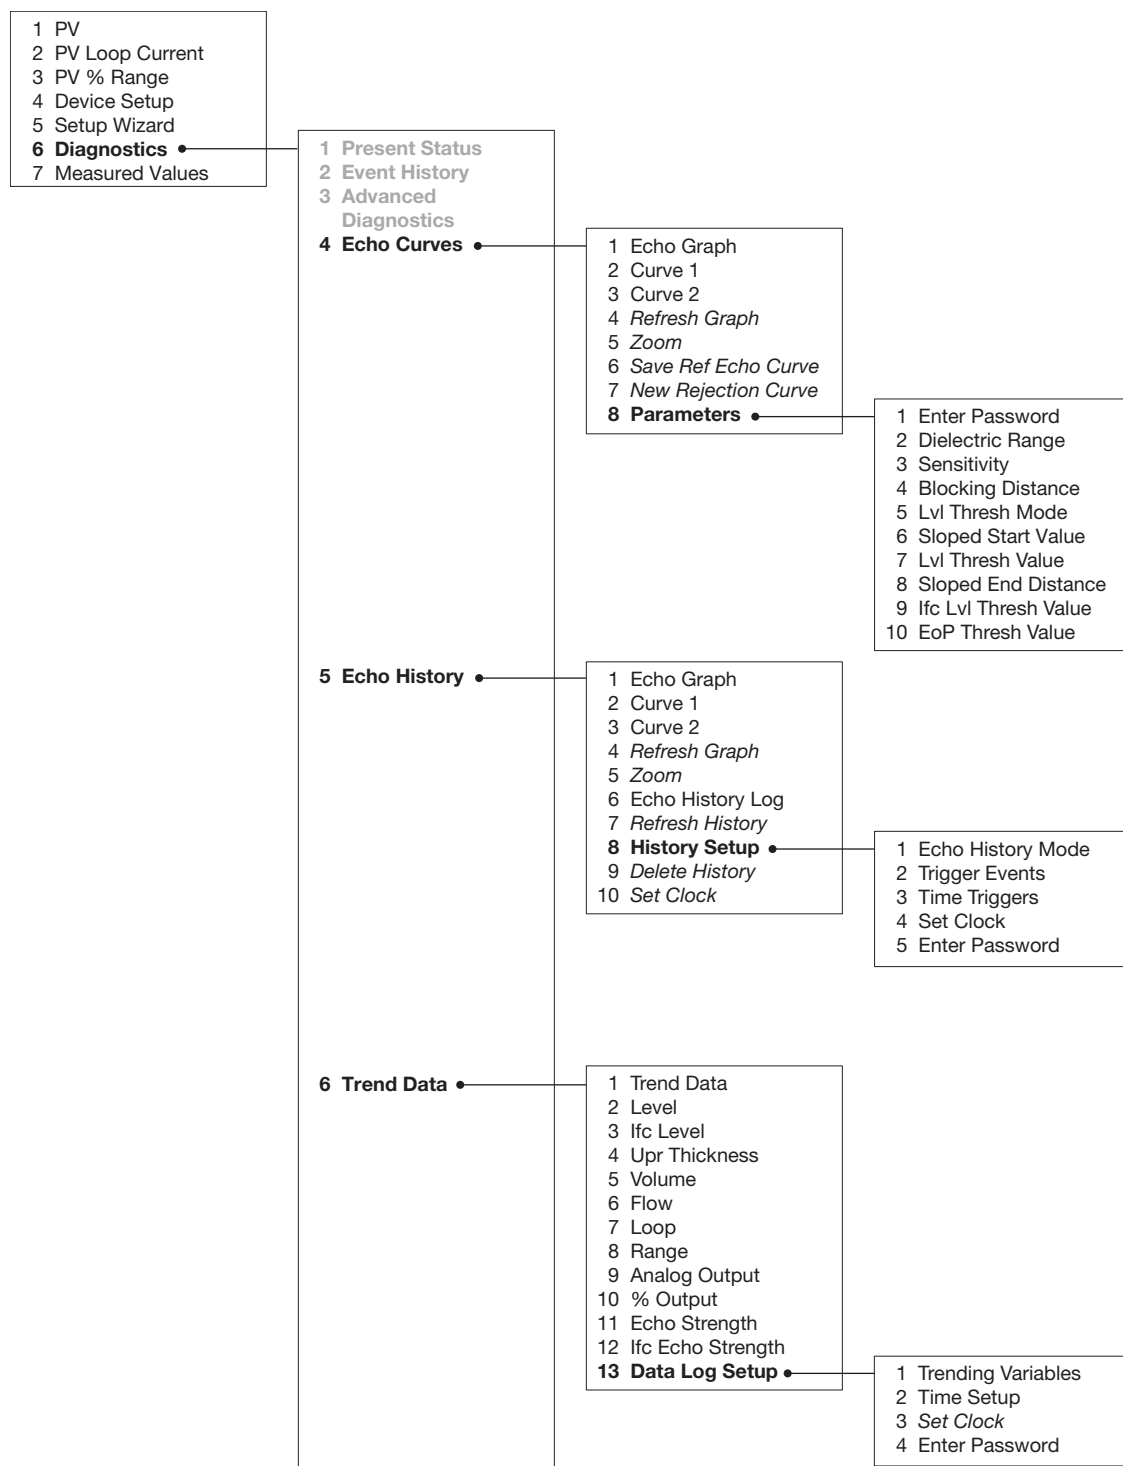 1 PV
2 PV Loop Current
3 PV % Range
4 Device Setup
5 Setup Wizard
6 Diagnostics
7 Measured Values
1 Present Status
2 Event History
3 Advanced
Diagnostics
4 Echo Curves
1 Echo Graph
2 Curve 1
3 Curve 2
4 Refresh Graph
5 Zoom
6 Save Ref Echo Curve
7 New Rejection Curve
8 Parameters
1 Enter Password
2 Dielectric Range
3 Sensitivity
4 Blocking Distance
5 Lvl Thresh Mode
6 Sloped Start Value
7 Lvl Thresh Value
8 Sloped End Distance
9 Ifc Lvl Thresh Value
10 EoP Thresh Value
5 Echo History
1 Echo Graph
2 Curve 1
3 Curve 2
4 Refresh Graph
5 Zoom
6 Echo History Log
7 Refresh History
8 History Setup
9 Delete History
10 Set Clock
1 Echo History Mode
2 Trigger Events
3 Time Triggers
4 Set Clock
5 Enter Password
6 Trend Data
1 Trend Data
2 Level
3 Ifc Level
4 Upr Thickness
5 Volume
6 Flow
7 Loop
8 Range
9 Analog Output
10 % Output
11 Echo Strength
12 Ifc Echo Strength
13 Data Log Setup
1 Trending Variables
2 Time Setup
3 Set Clock
4 Enter Password